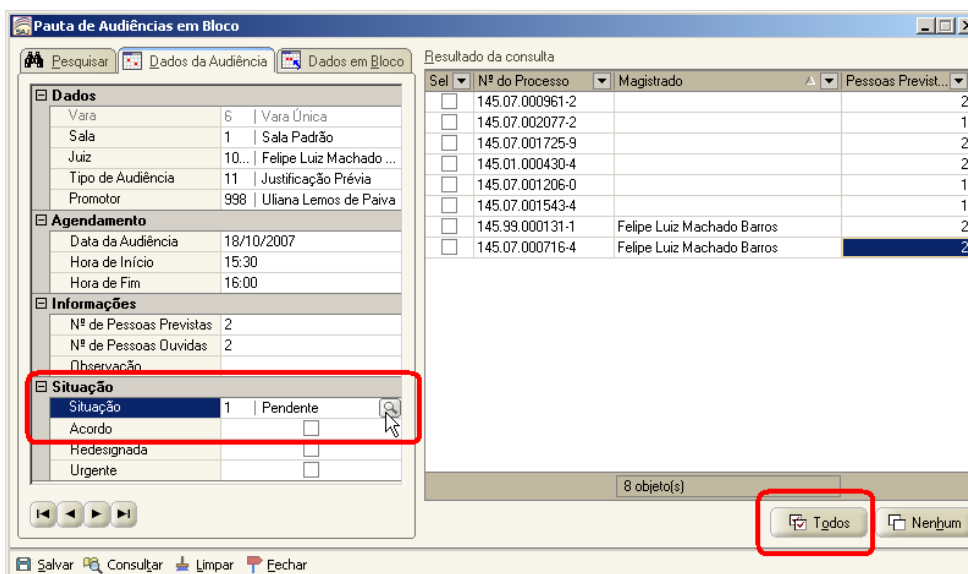 SAJ Pauta de Audiências em Bloco
Pesquisar Dados da Audiência Dados em Bloco
Dados
Vara 6 Vara Única
Sala 1 Sala Padrão
Juiz 10... Felipe Luiz Machado ...
Tipo de Audiência 11 Justificação Prévia
Promotor 998 Uliana Lemos de Paiva
Agendamento
Data da Audiência 18/10/2007
Hora de Início 15:30
Hora de Fim 16:00
Informações
Nº de Pessoas Previstas 2
Nº de Pessoas Ouvidas 2
Observação
Situação
Situação 1 Pendente
Acordo
Redesignada
Urgente
Resultado da consulta
Sel Nº do Processo Magistrado Pessoas Previst...
145.07.000961-2 2
145.07.002077-2 1
145.07.001725-9 2
145.01.000430-4 2
145.07.001206-0 1
145.07.001543-4 1
145.99.000131-1 Felipe Luiz Machado Barros 2
145.07.000716-4 Felipe Luiz Machado Barros 2
8 objeto(s)
Todos Nenhum
Salvar Consultar Limpar Fechar